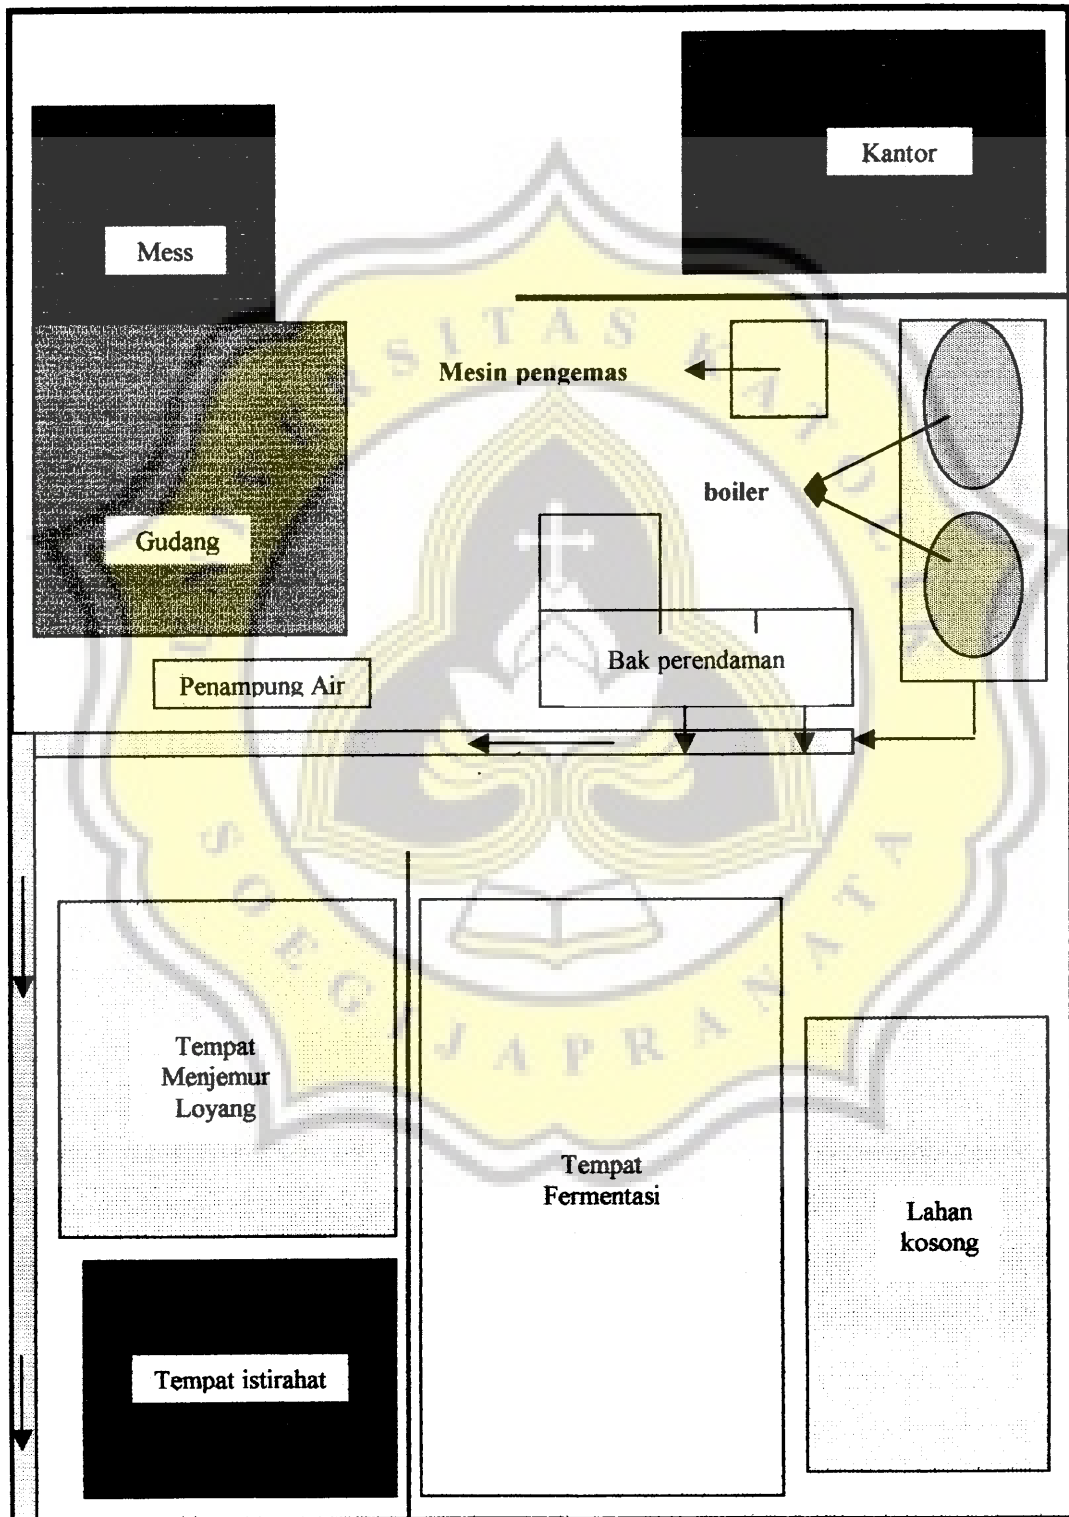 Kantor
Mess
Mesin pengemas
boiler
Gudang
Bak perendaman
Penampung Air
Tempat
Menjemur
Loyang
Tempat
Fermentasi
Lahan
kosong
Tempat istirahat
SOEGIJAPRANATA